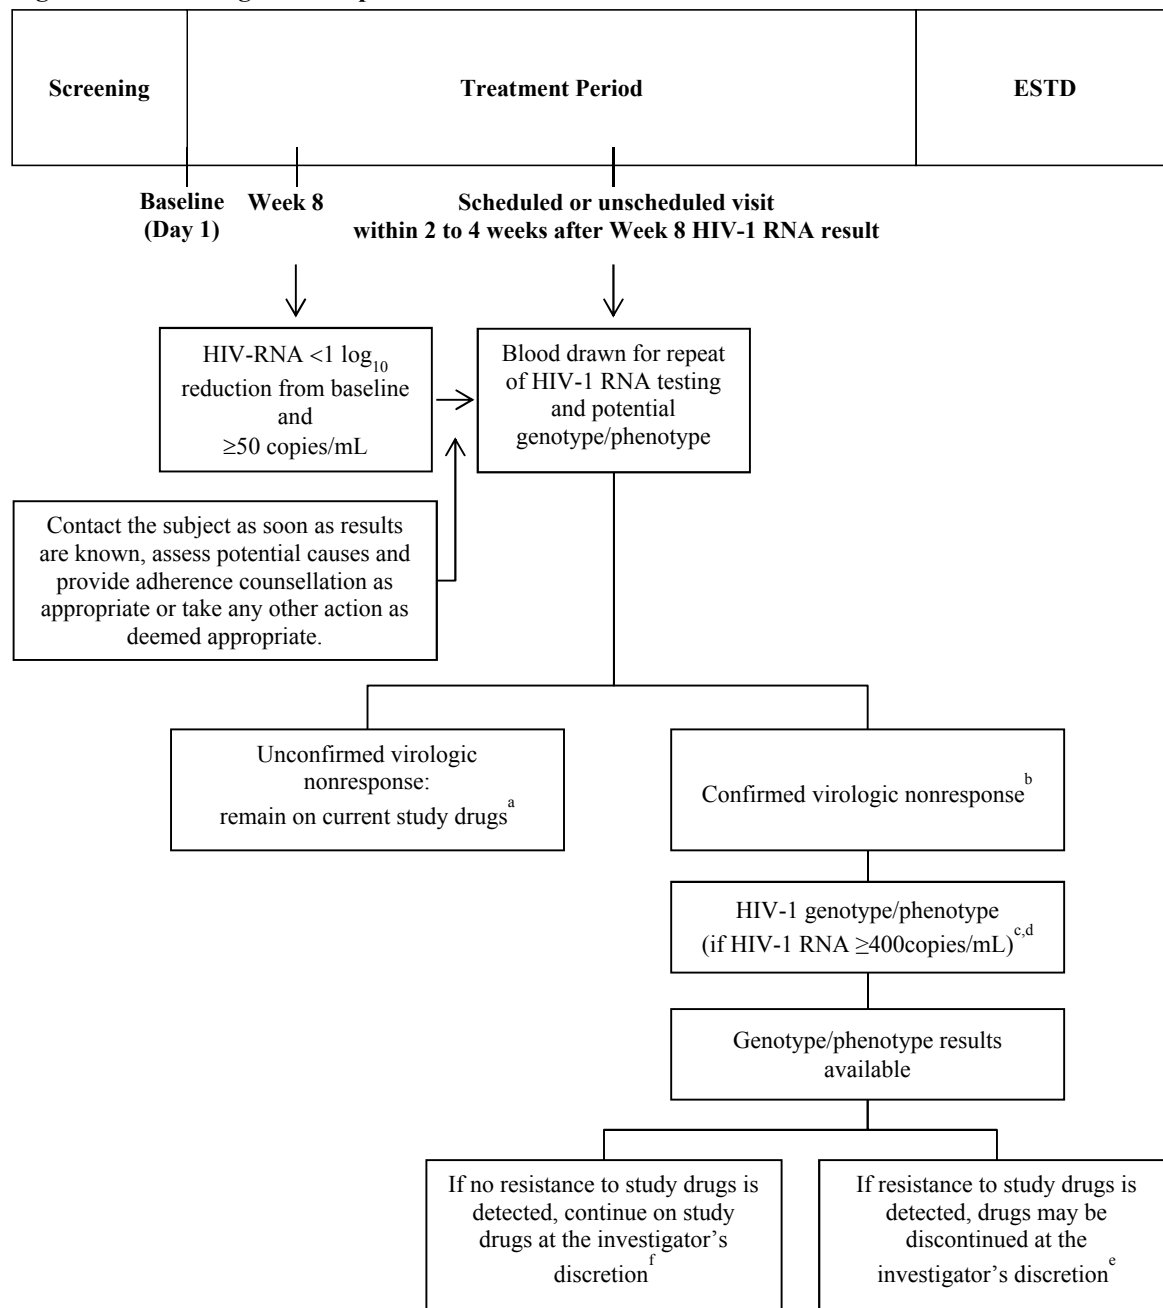 Screening
Treatment Period
ESTD
Baseline
(Day 1)
Week 8
Scheduled or unscheduled visit
within 2 to 4 weeks after Week 8 HIV-1 RNA result
HIV-RNA <1 log10
reduction from baseline
and
≥50 copies/mL
Blood drawn for repeat
of HIV-1 RNA testing
and potential
genotype/phenotype
Contact the subject as soon as results
are known, assess potential causes and
provide adherence counsellation as
appropriate or take any other action as
deemed appropriate.
Unconfirmed virologic
nonresponse:
remain on current study drugs a
Confirmed virologic nonresponse b
HIV-1 genotype/phenotype
(if HIV-1 RNA ≥400copies/mL) c,d
Genotype/phenotype results
available
If no resistance to study drugs is
detected, continue on study
drugs at the investigator’s
discretion f
If resistance to study drugs is
detected, drugs may be
discontinued at the
investigator’s discretion e